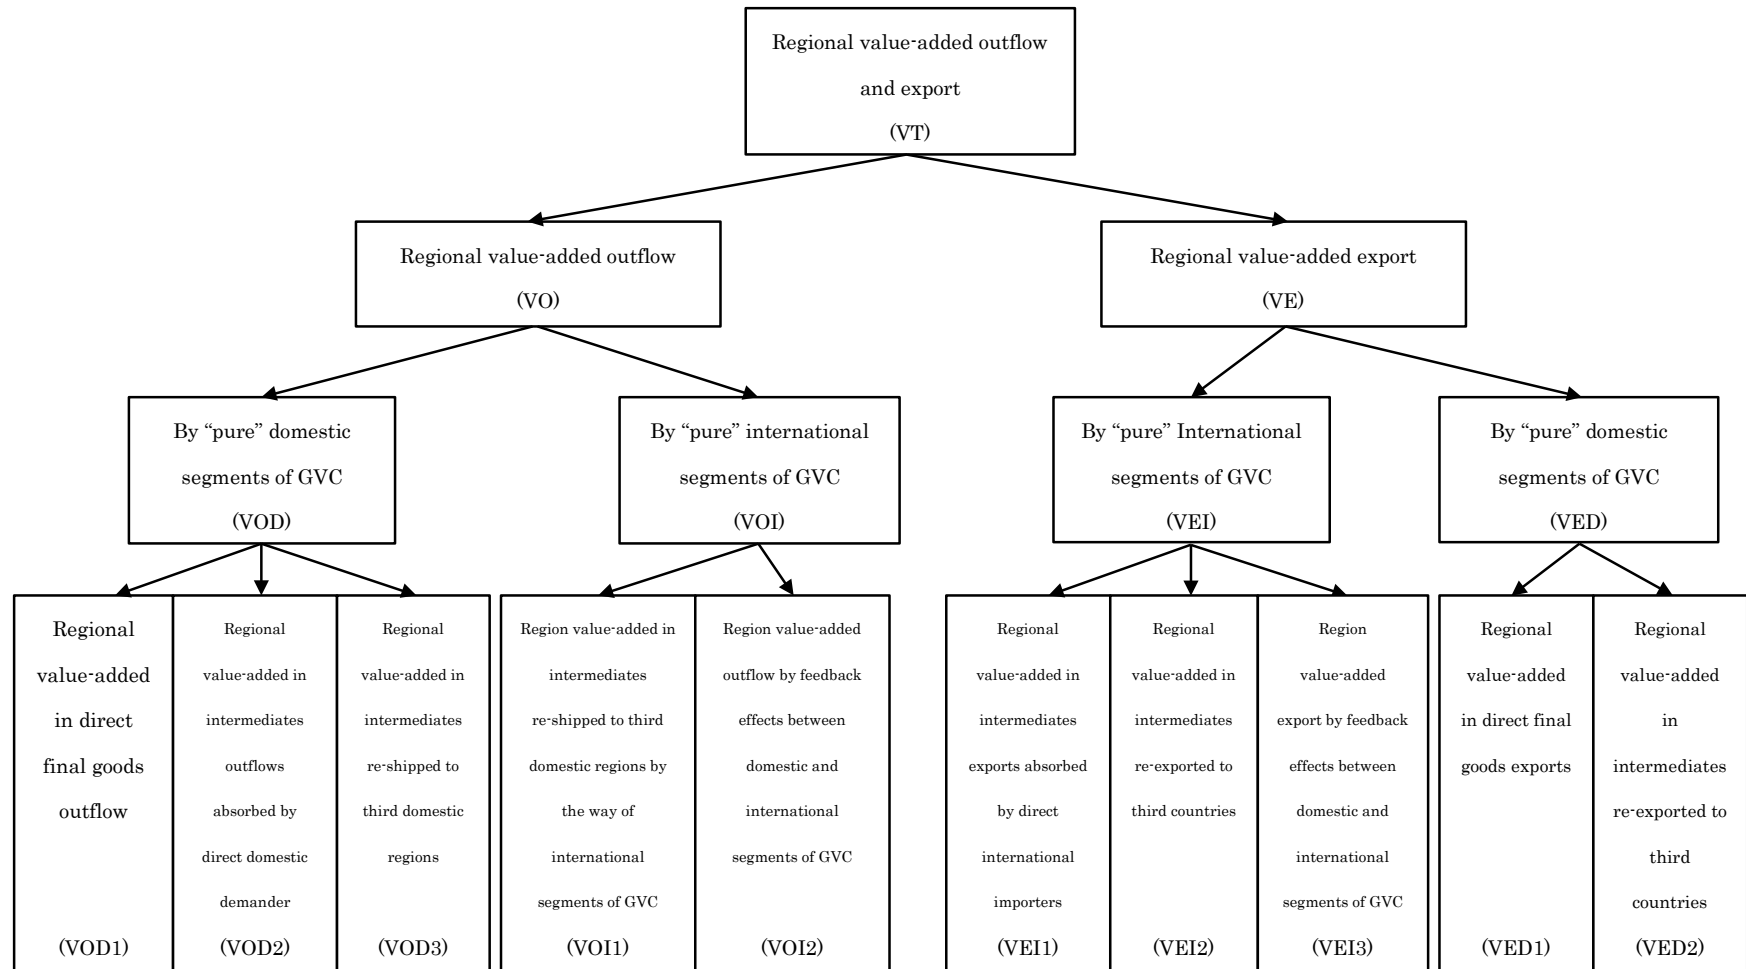 Regional value-added outflow
and export
(VT)
Regional value-added outflow
(VO)
Regional value-added export
(VE)
By “pure” domestic
segments of GVC
(VOD)
By “pure” international
segments of GVC
(VOI)
By “pure” International
segments of GVC
(VEI)
By “pure” domestic
segments of GVC
(VED)
Regional
value-added
in direct
final goods
outflow
(VOD1)
Regional
value-added in
intermediates
outflows
absorbed by
direct domestic
demander
(VOD2)
Regional
value-added in
intermediates
re-shipped to
third domestic
regions
(VOD3)
Region value-added in
intermediates
re-shipped to third
domestic regions by
the way of
international
segments of GVC
(VOI1)
Region value-added
outflow by feedback
effects between
domestic and
international
segments of GVC
(VOI2)
Regional
value-added in
intermediates
exports absorbed
by direct
international
importers
(VEI1)
Regional
value-added in
intermediates
re-exported to
third countries
(VEI2)
Region
value-added
export by feedback
effects between
domestic and
international
segments of GVC
(VEI3)
Regional
value-added
in direct final
goods exports
(VED1)
Regional
value-added
in
intermediates
re-exported to
third
countries
(VED2)